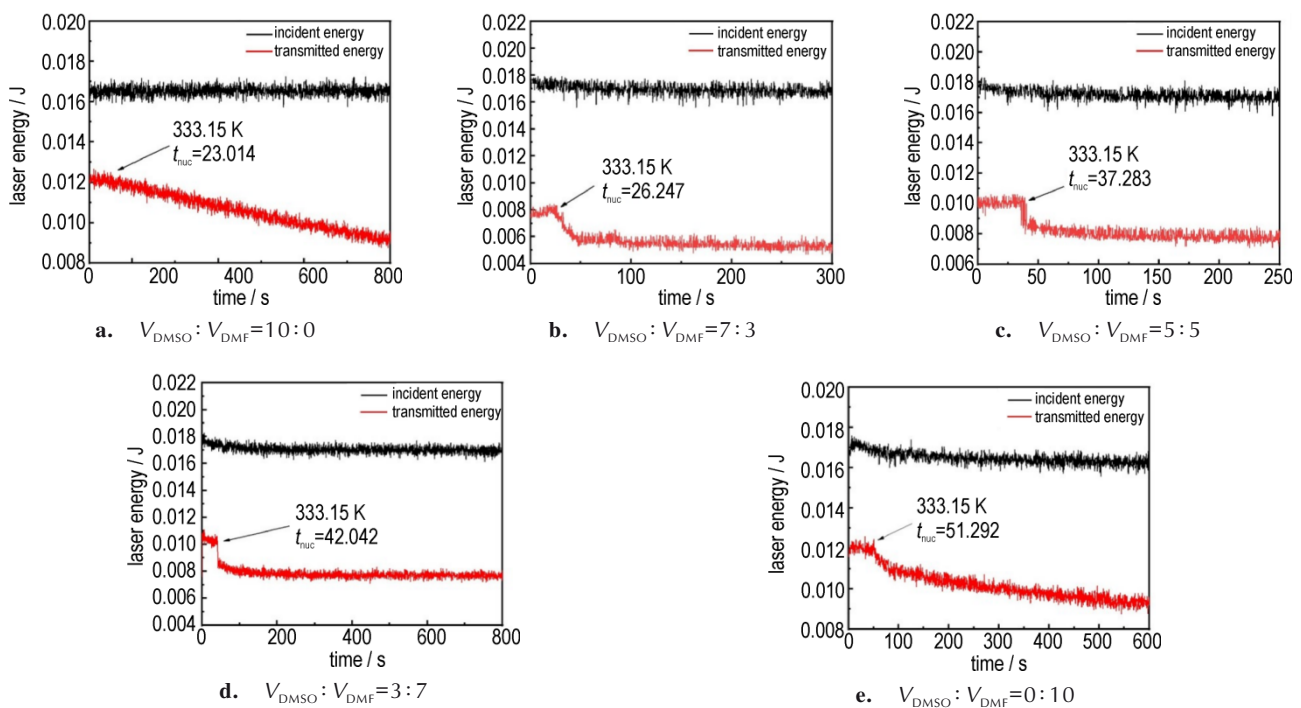 incident energy
transmitted energy
0.020
0.018
0.016
0.014
0.012
0.010
0.008
laser energy / J
333.15 K
tnuc=23.014
0 200 400 600 800
time / s
a. VDMSO:VDMF=10:0
incident energy
transmitted energy
0.022
0.020
0.018
0.016
0.014
0.012
0.010
0.008
0.006
0.004
laser energy / J
333.15 K
tnuc=26.247
0 100 200 300
time / s
b. VDMSO:VDMF=7:3
incident energy
transmitted energy
0.022
0.020
0.018
0.016
0.014
0.012
0.010
0.008
0.006
laser energy / J
333.15 K
tnuc=37.283
0 50 100 150 200 250
time / s
c. VDMSO:VDMF=5:5
incident energy
transmitted energy
0.022
0.020
0.018
0.016
0.014
0.012
0.010
0.008
0.006
0.004
laser energy / J
333.15 K
tnuc=42.042
0 200 400 600 800
time / s
d. VDMSO:VDMF=3:7
incident energy
transmitted energy
0.020
0.018
0.016
0.014
0.012
0.010
0.008
laser energy / J
333.15 K
tnuc=51.292
0 100 200 300 400 500 600
time / s
e. VDMSO:VDMF=0:10